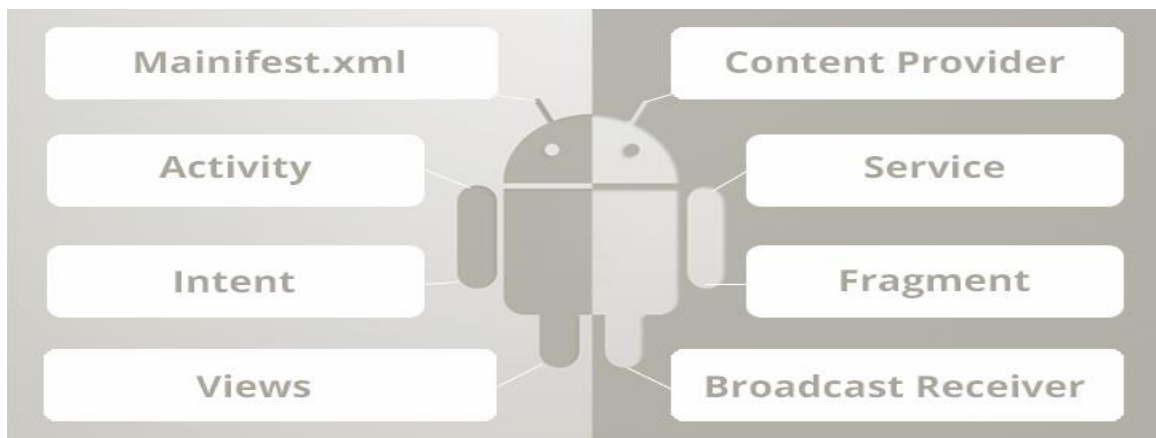 Mainifest.xml
Content Provider
Activity
Service
Intent
Fragment
Views
Broadcast Receiver